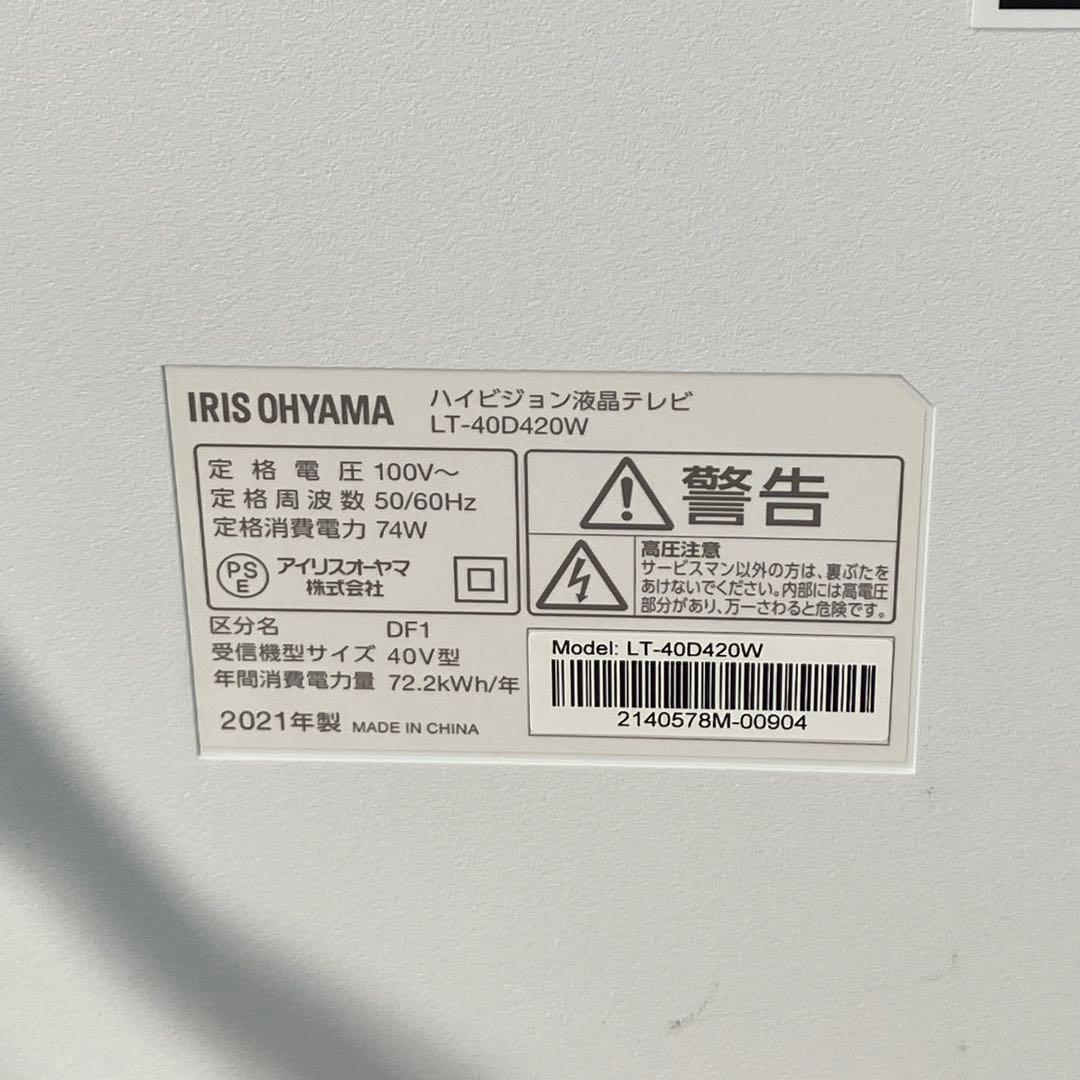 IRIS OHYAMA
ハイビジョン液晶テレビ
LT-40D420W
定格電圧 100V～
定格周波数 50/60Hz
定格消費電力 74W
PS
E
アイリスオーヤマ
株式会社
警告
高圧注意
サービスマン以外の方は、裏ぶたを
あけないでください。内部には高電圧
部分があり、万一さわると危険です。
区分名 DF1
受信機型サイズ 40V型
年間消費電力量 72.2kWh/年
2021年製 MADE IN CHINA
Model: LT-40D420W
2140578M-00904